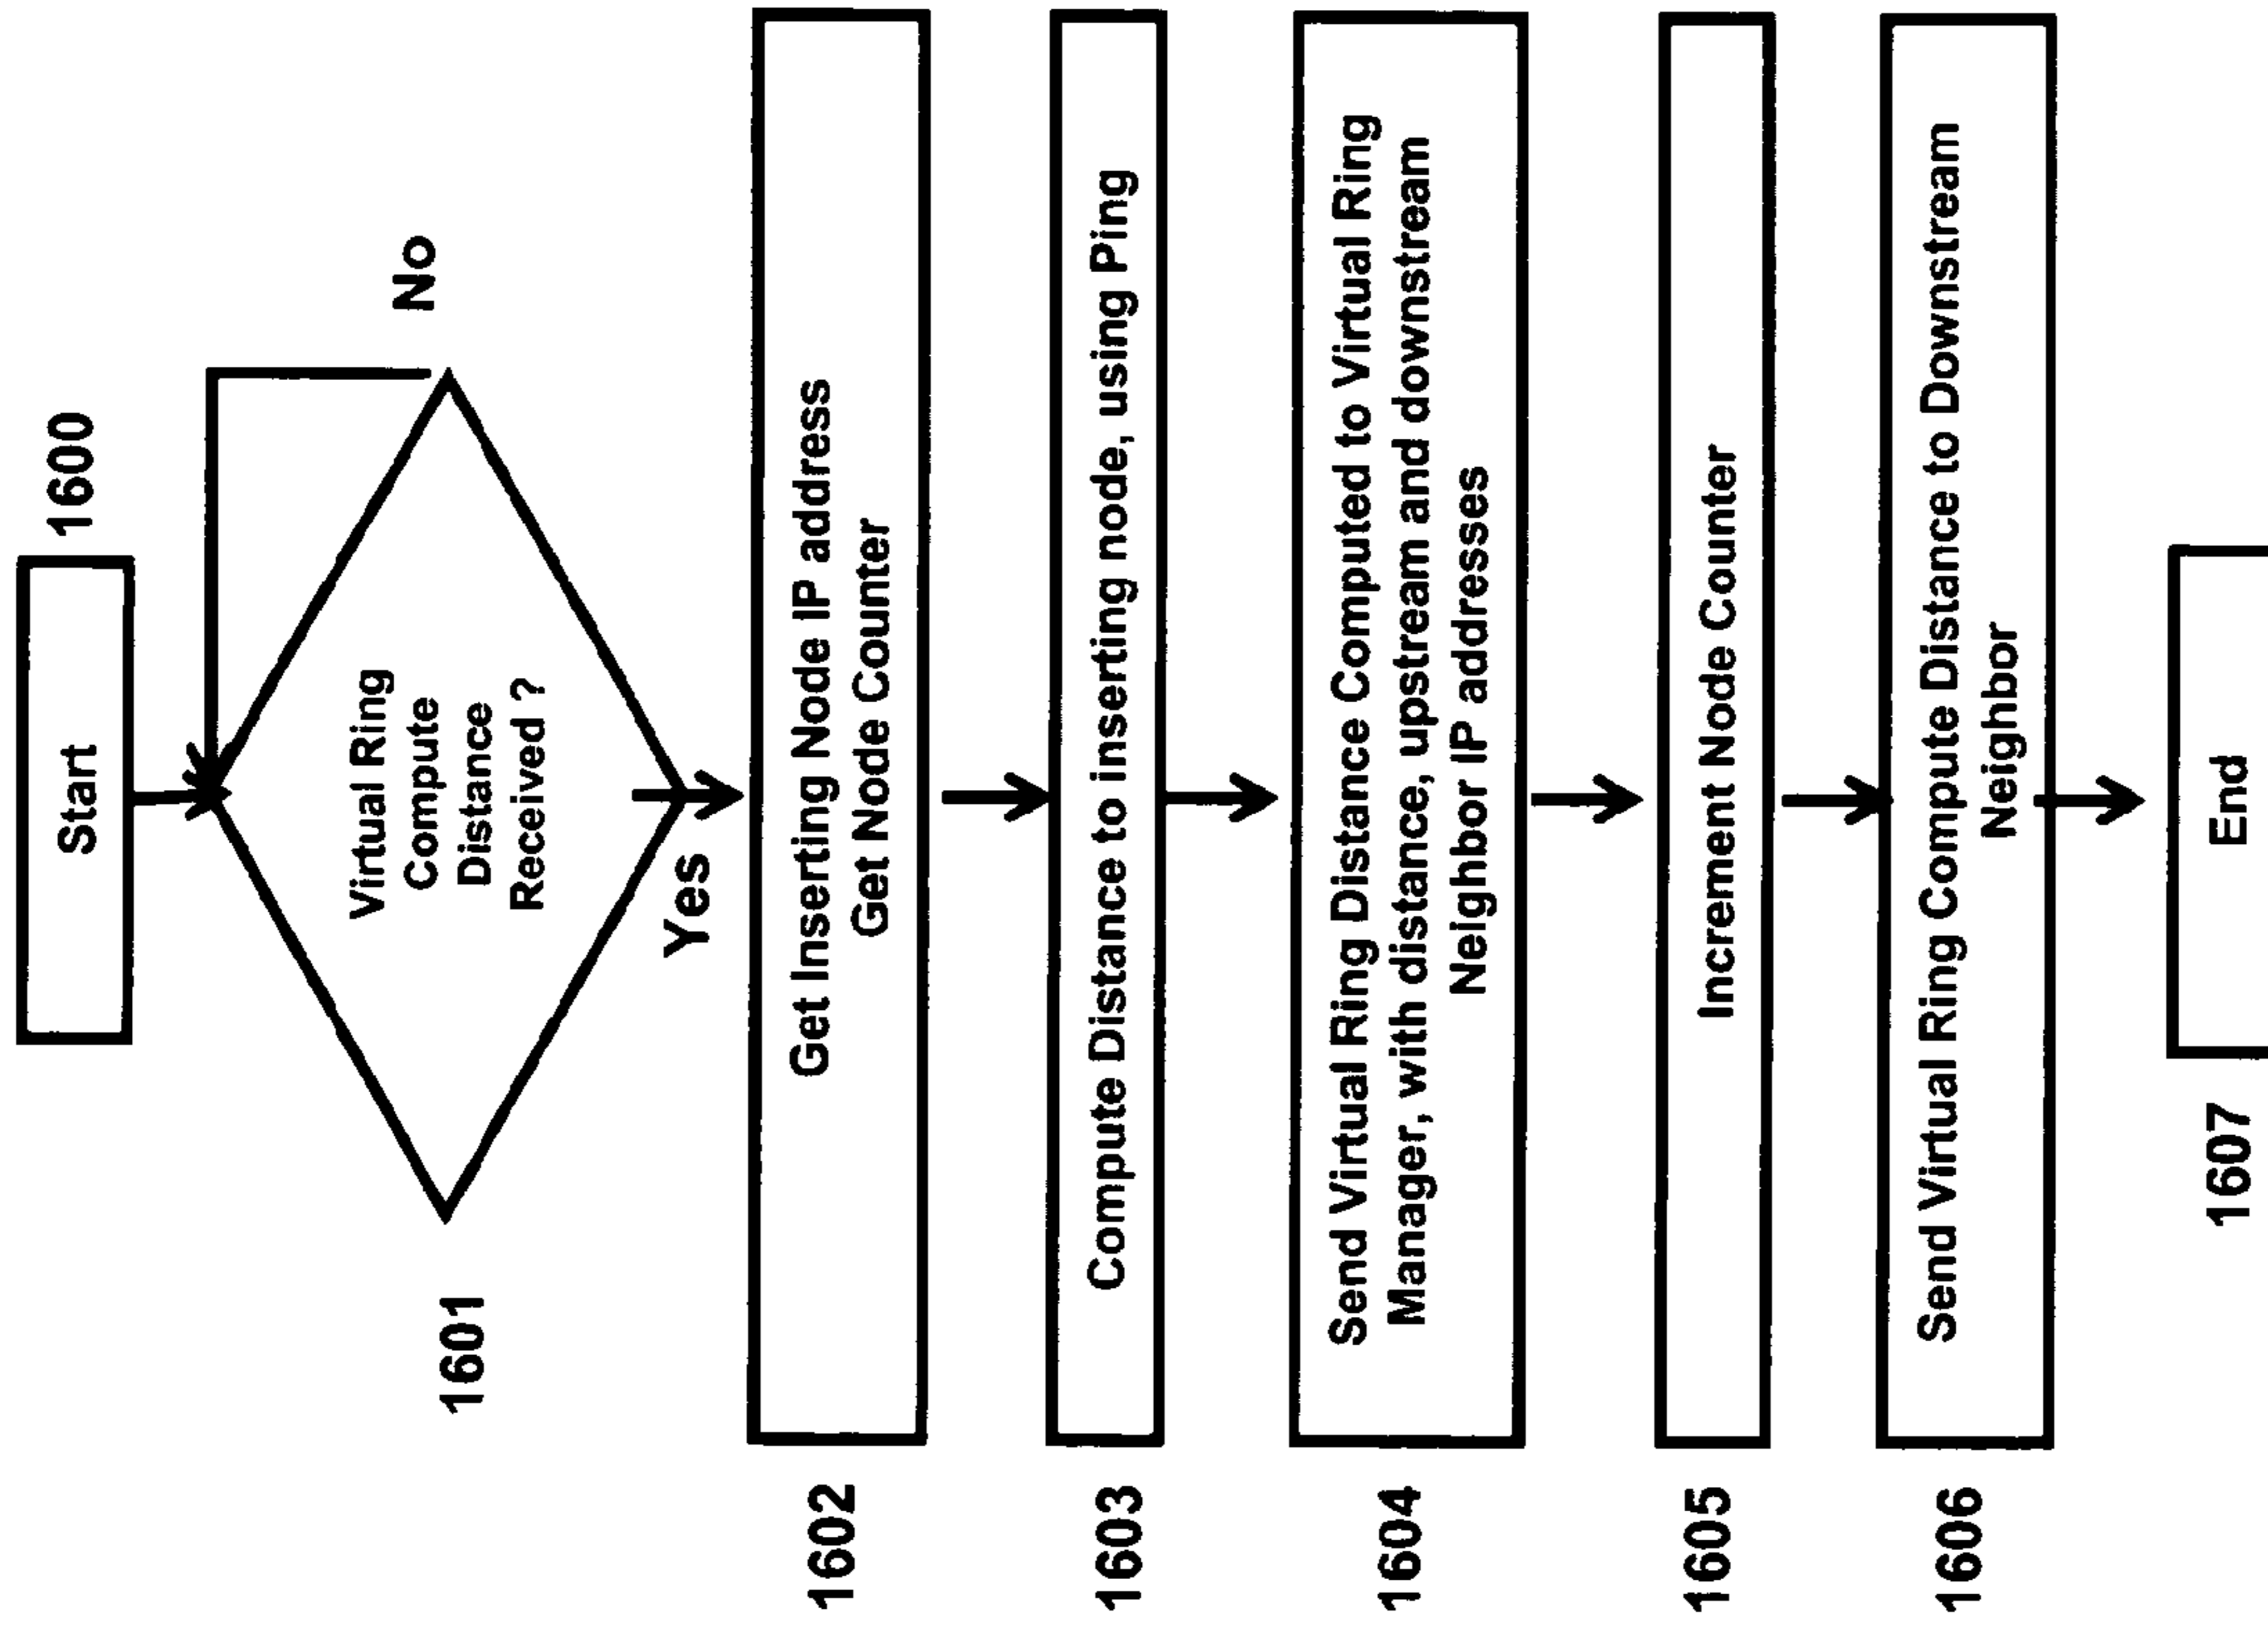 Start
1600
Virtual Ring
Compute
Distance
Received ?
No
1601
Yes
1602
Get Inserting Node IP address
Get Node Counter
1603
Compute Distance to inserting node, using Ping
1604
Send Virtual Ring Distance Computed to Virtual Ring
Manager, with distance, upstream and downstream
Neighbor IP addresses
1605
Increment Node Counter
1606
Send Virtual Ring Compute Distance to Downstream
Neighbor
1607
End